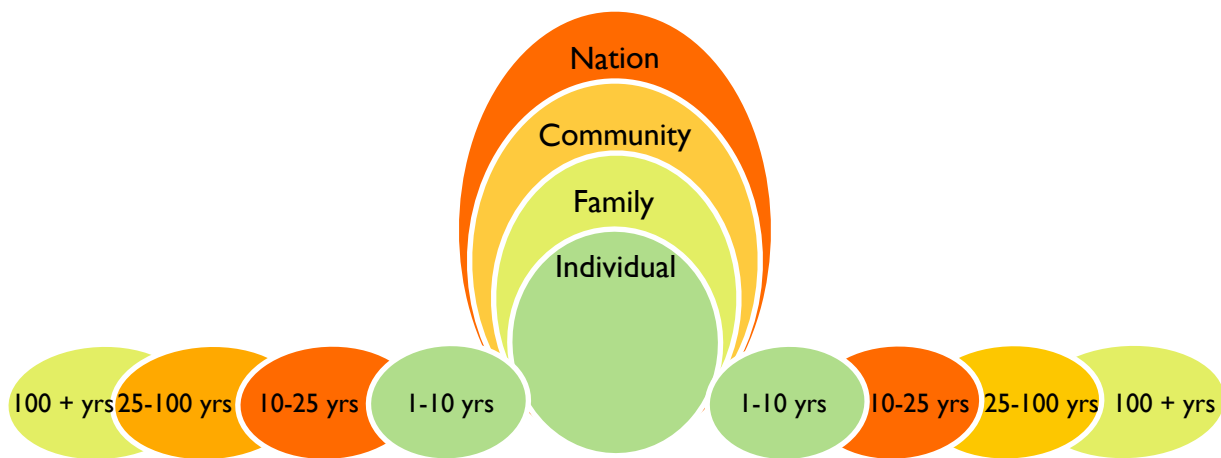 Nation
Community
Family
Individual
100 + yrs 25-100 yrs 10-25 yrs 1-10 yrs 1-10 yrs 10-25 yrs 25-100 yrs 100 + yrs